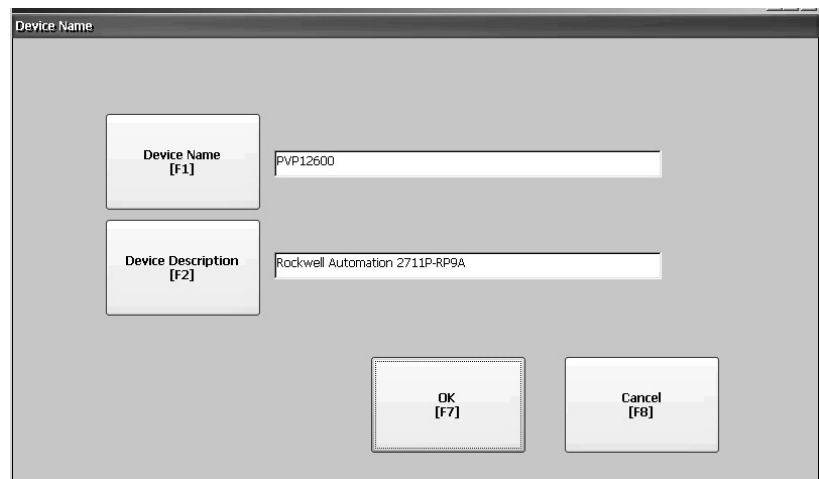 Device Name
Device Name
[F1]
PVP12600
Device Description
[F2]
Rockwell Automation 2711P-RP9A
OK
[F7]
Cancel
[F8]